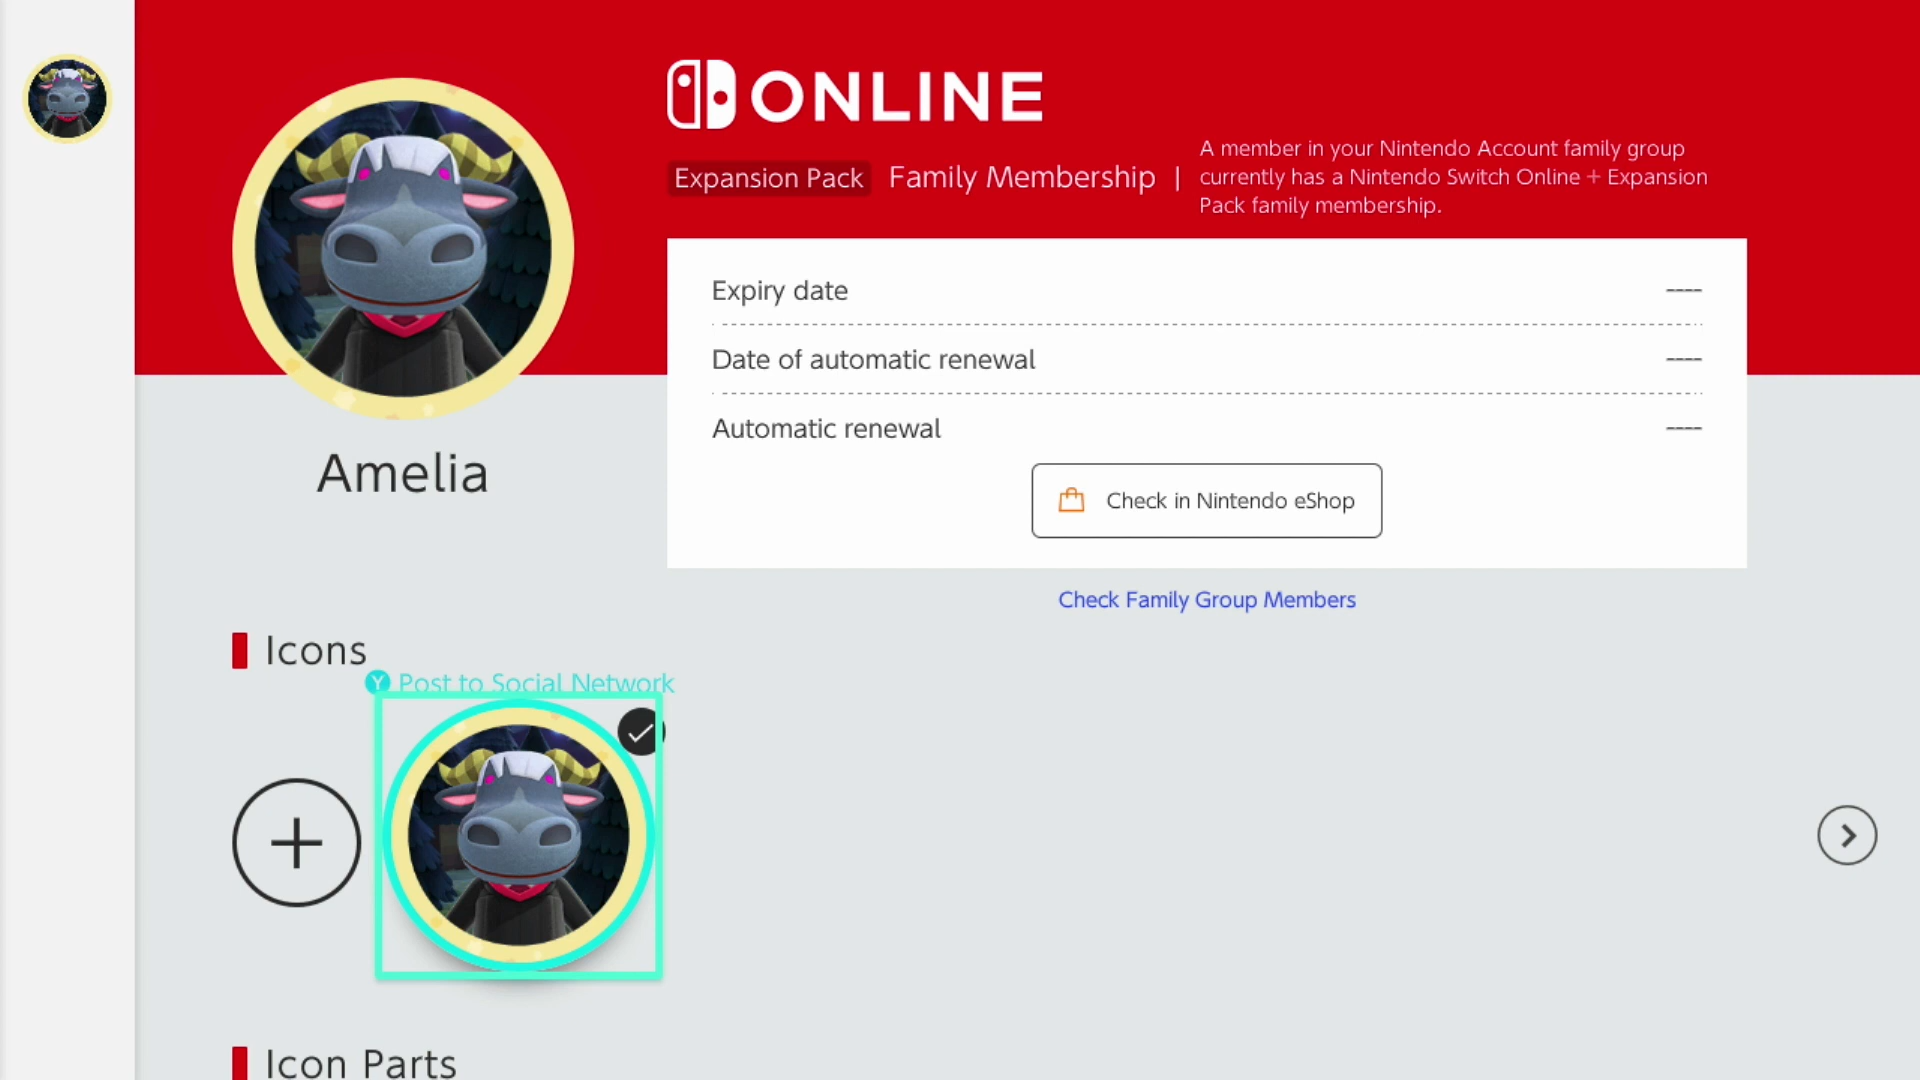 ONLINE
Expansion Pack Family Membership |
A member in your Nintendo Account family group
currently has a Nintendo Switch Online + Expansion
Pack family membership.
Expiry date ----
Date of automatic renewal ----
Automatic renewal ----
Check in Nintendo eShop
Check Family Group Members
Amelia
Icons
Y Post to Social Network
Icon Parts